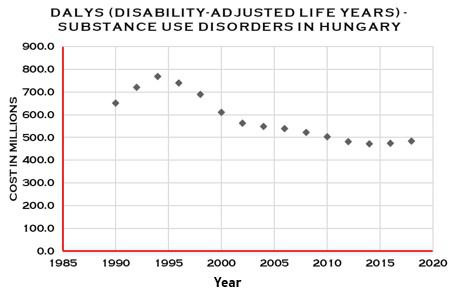 DALYS (DISABILITY-ADJUSTED LIFE YEARS) -
SUBSTANCE USE DISORDERS IN HUNGARY
900.0
800.0
700.0
600.0
500.0
400.0
300.0
200.0
100.0
0.0
COST IN MILLIONS
1985 1990 1995 2000 2005 2010 2015 2020
Year